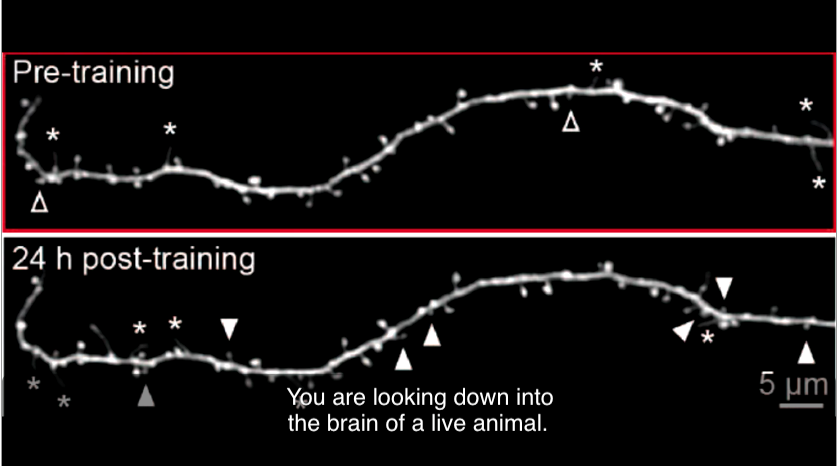 Pre-training
24 h post-training
5 μm
You are looking down into
the brain of a live animal.